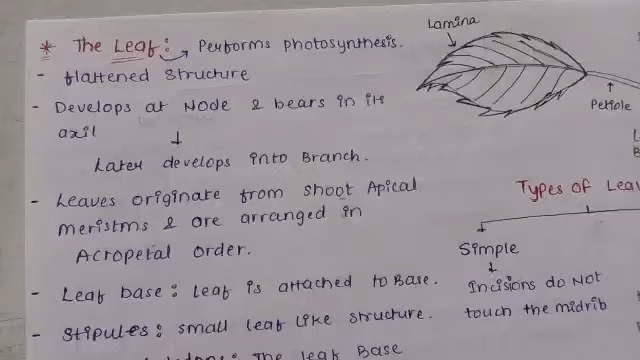 * The Leaf: → Performs photosynthesis.
- flattened structure
- Develops at Node & bears in its
axil
↓
Later develops into Branch.
- Leaves originate from shoot Apical
meristms & are arranged in
Acropetal Order.
- Leaf base: leaf is attached to Base.
- Stipules: small leaf like structure.
The leaf Base
Lamina
Petiole
Types of Leav
Simple
↓
incisions do NOT
touch the midrib